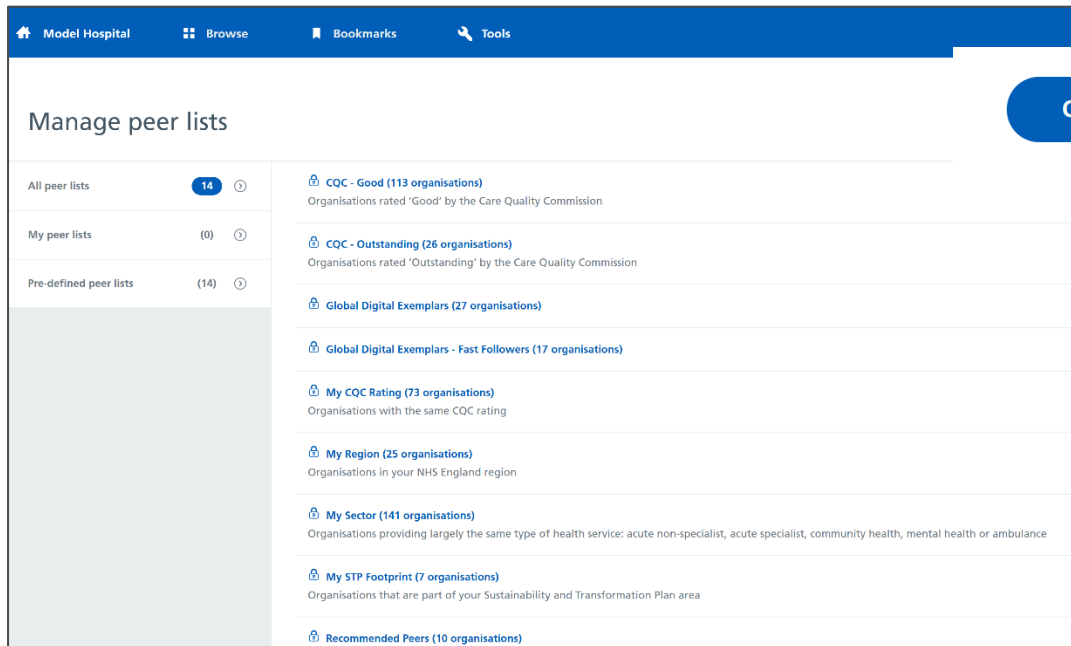 Model Hospital Browse Bookmarks Tools
Manage peer lists
All peer lists 14
My peer lists (0)
Pre-defined peer lists (14)
CQC - Good (113 organisations)
Organisations rated ‘Good’ by the Care Quality Commission
CQC - Outstanding (26 organisations)
Organisations rated ‘Outstanding’ by the Care Quality Commission
Global Digital Exemplars (27 organisations)
Global Digital Exemplars - Fast Followers (17 organisations)
My CQC Rating (73 organisations)
Organisations with the same CQC rating
My Region (25 organisations)
Organisations in your NHS England region
My Sector (141 organisations)
Organisations providing largely the same type of health service: acute non-specialist, acute specialist, community health, mental health or ambulance
My STP Footprint (7 organisations)
Organisations that are part of your Sustainability and Transformation Plan area
Recommended Peers (10 organisations)